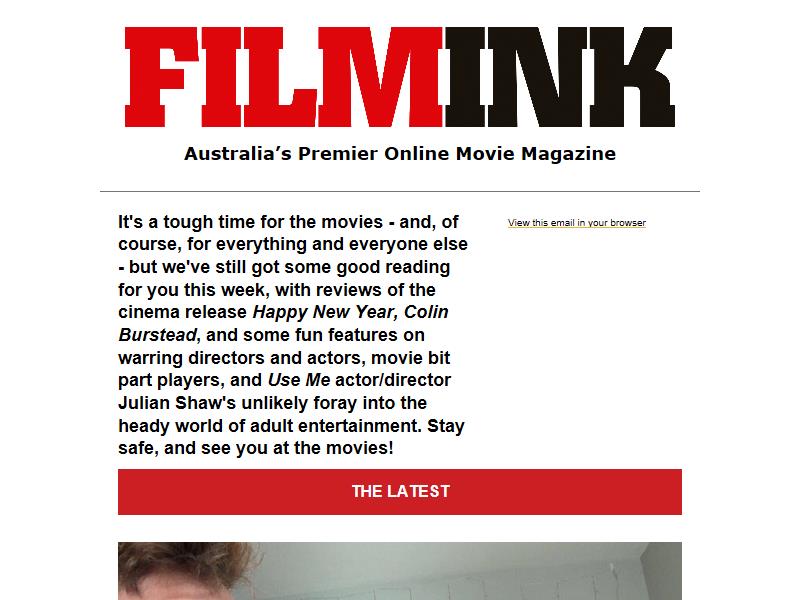 FILMINK
Australia’s Premier Online Movie Magazine
It's a tough time for the movies - and, of
course, for everything and everyone else
- but we've still got some good reading
for you this week, with reviews of the
cinema release Happy New Year, Colin
Burstead, and some fun features on
warring directors and actors, movie bit
part players, and Use Me actor/director
Julian Shaw's unlikely foray into the
heady world of adult entertainment. Stay
safe, and see you at the movies!
View this email in your browser
THE LATEST